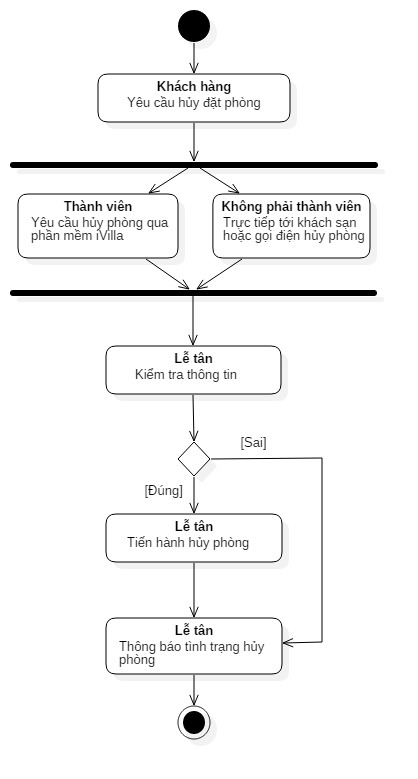 Khách hàng
Yêu cầu hủy đặt phòng
Thành viên
Yêu cầu hủy phòng qua
phần mềm iVilla
Không phải thành viên
Trực tiếp tới khách sạn
hoặc gọi điện hủy phòng
Lễ tân
Kiểm tra thông tin
[Sai]
[Đúng]
Lễ tân
Tiến hành hủy phòng
Lễ tân
Thông báo tình trạng hủy
phòng